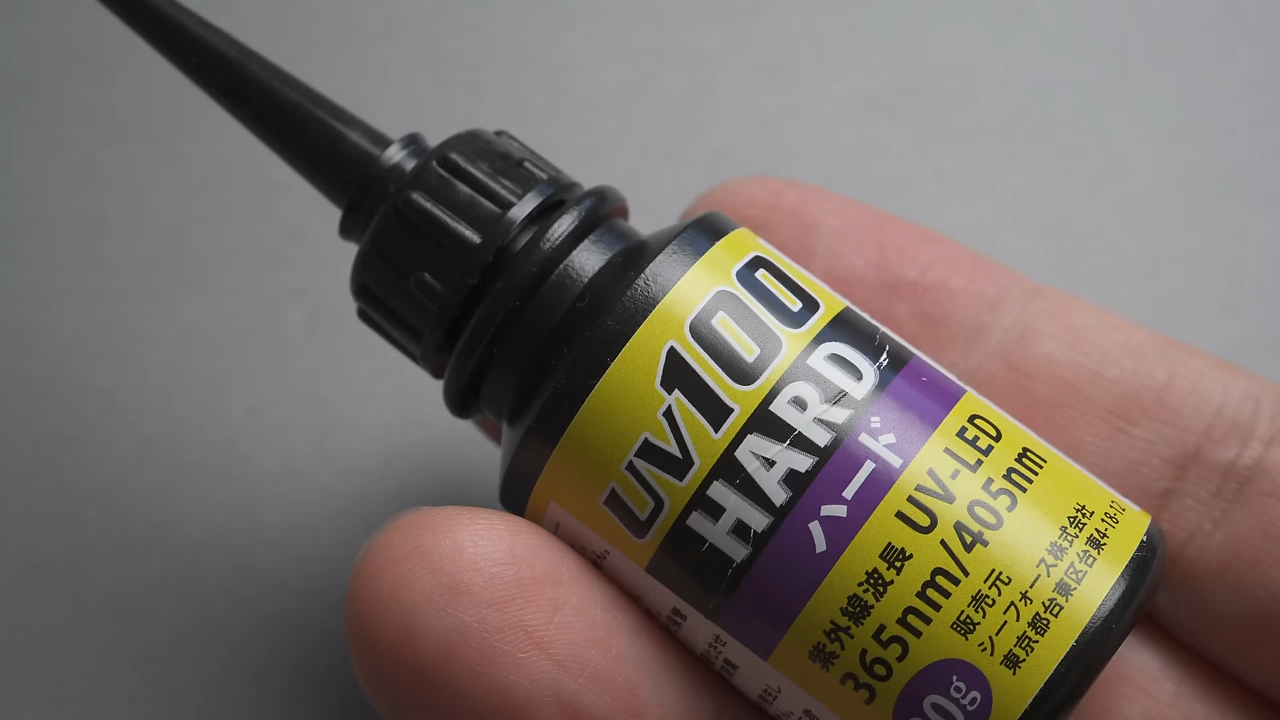 UV100
HARD
ハード
紫外線波長 UV-LED
365nm/405nm
販売元
シーフォース株式会社
東京都台東区台東4-18-12